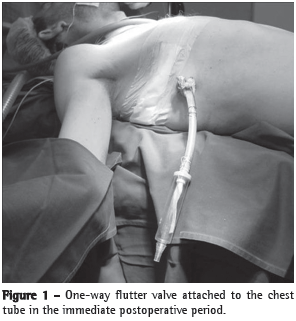 Figure 1 – One-way flutter valve attached to the chest
tube in the immediate postoperative period.